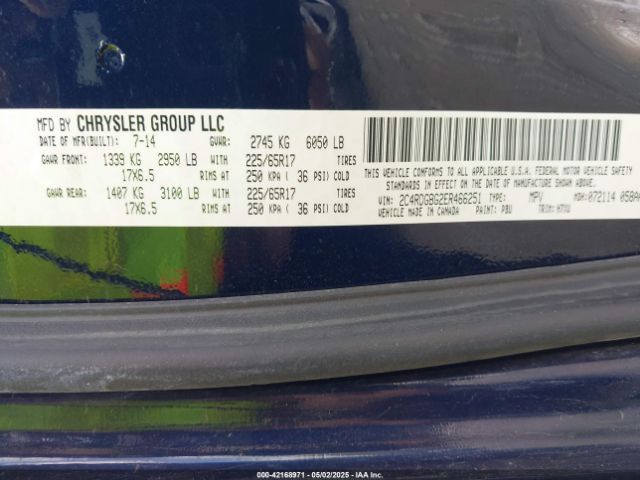 MFD BY CHRYSLER GROUP LLC
DATE OF MFR(BUILT): 7-14 GVWR: 2745 KG 6050 LB
GAWR FRONT: 1339 KG 2950 LB WITH 225/65R17 TIRES
17X6.5 RIMS AT 250 KPA ( 36 PSI) COLD
GAWR REAR: 1407 KG 3100 LB WITH 225/65R17 TIRES
17X6.5 RIMS AT 250 KPA ( 36 PSI) COLD
THIS VEHICLE CONFORMS TO ALL APPLICABLE U.S.A. FEDERAL MOTOR VEHICLE
STANDARDS IN EFFECT ON THE DATE OF MANUFACTURE SHOWN ABOVE.
VIN: 2C4RDGBG2ER466251 TYPE: MPV MDH: 072114
VEHICLE MADE IN CANADA PAINT: PBU TRIM:
000-42168971 - 05/02/2025 - IAA Inc.